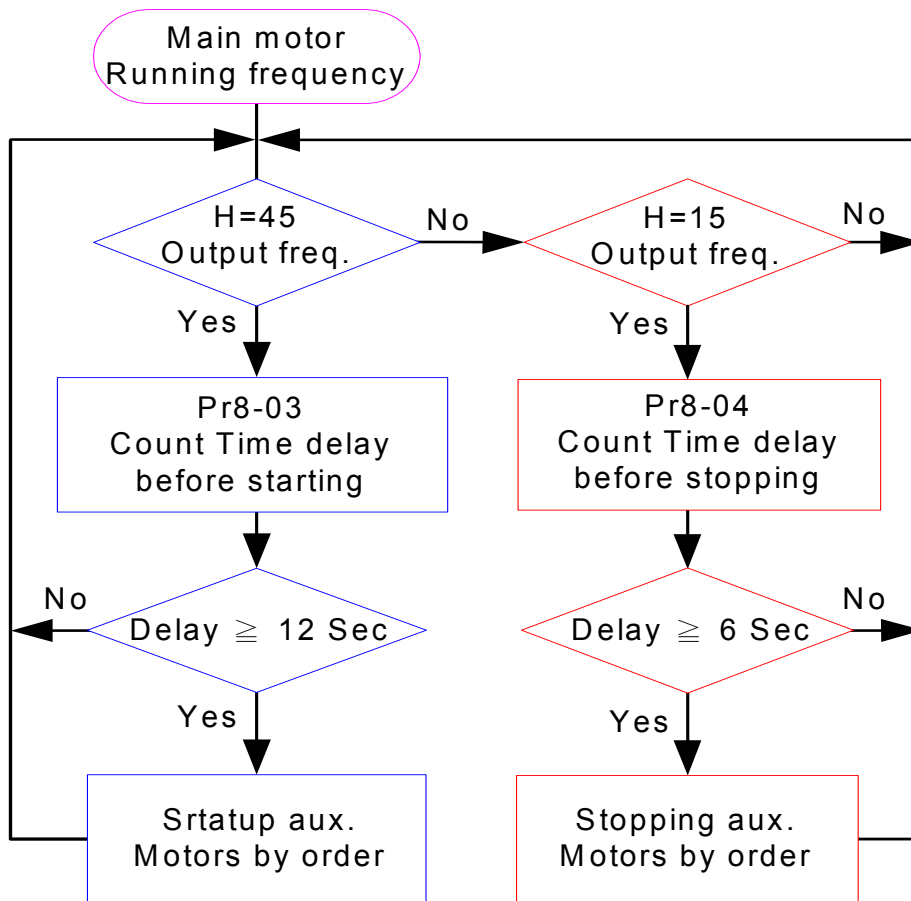 Main motor
Running frequency
H=45
Output freq.
No
H=15
Output freq.
No
Yes
Yes
Pr8-03
Count Time delay
before starting
Pr8-04
Count Time delay
before stopping
No
Delay ≧ 12 Sec
Delay ≧ 6 Sec
No
Yes
Yes
Srtatup aux.
Motors by order
Stopping aux.
Motors by order